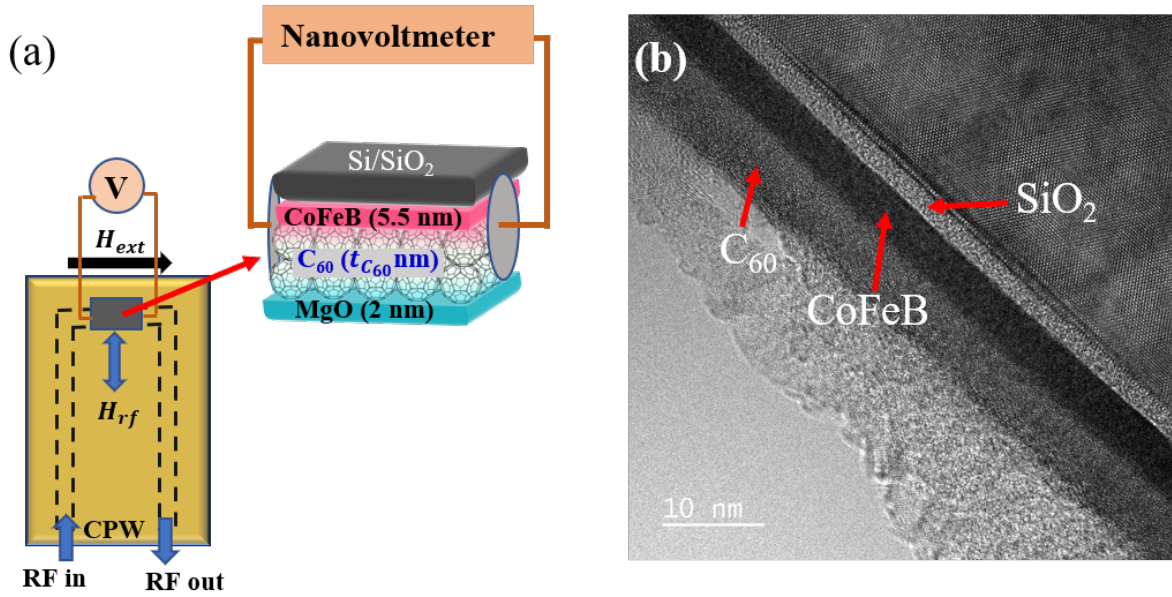 (a)
Nanovoltmeter
Si/SiO₂
CoFeB (5.5 nm)
C₆₀ (t_C₆₀ nm)
MgO (2 nm)
V
H_ext
H_rf
CPW
RF in
RF out
(b)
SiO₂
C₆₀
CoFeB
10 nm